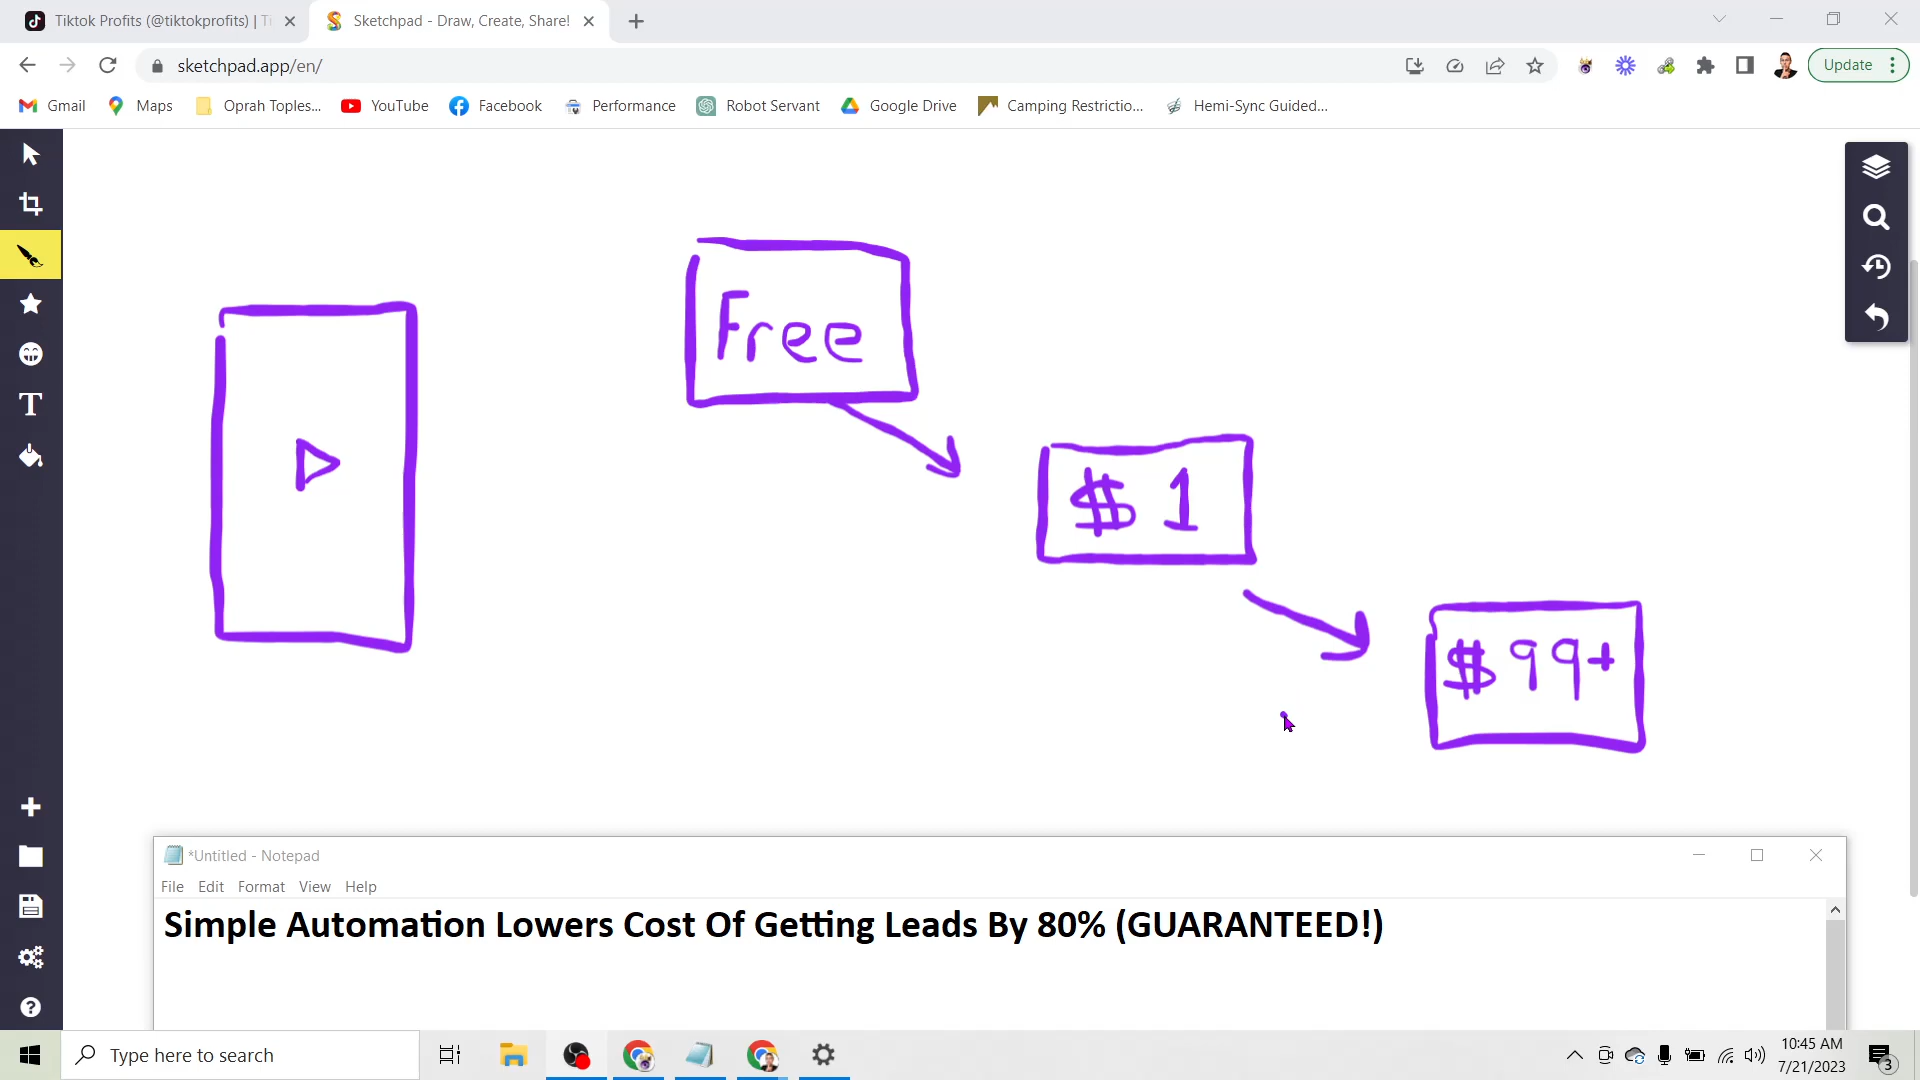 Tiktok Profits (@tiktokprofits) | Ti
Sketchpad - Draw, Create, Share!
sketchpad.app/en/
Update
Gmail
Maps
Oprah Toples...
YouTube
Facebook
Performance
Robot Servant
Google Drive
Camping Restrictio...
Hemi-Sync Guided...
Free
$ 1
$ 99+
*Untitled - Notepad
File Edit Format View Help
Simple Automation Lowers Cost Of Getting Leads By 80% (GUARANTEED!)
Type here to search
10:45 AM
7/21/2023
3